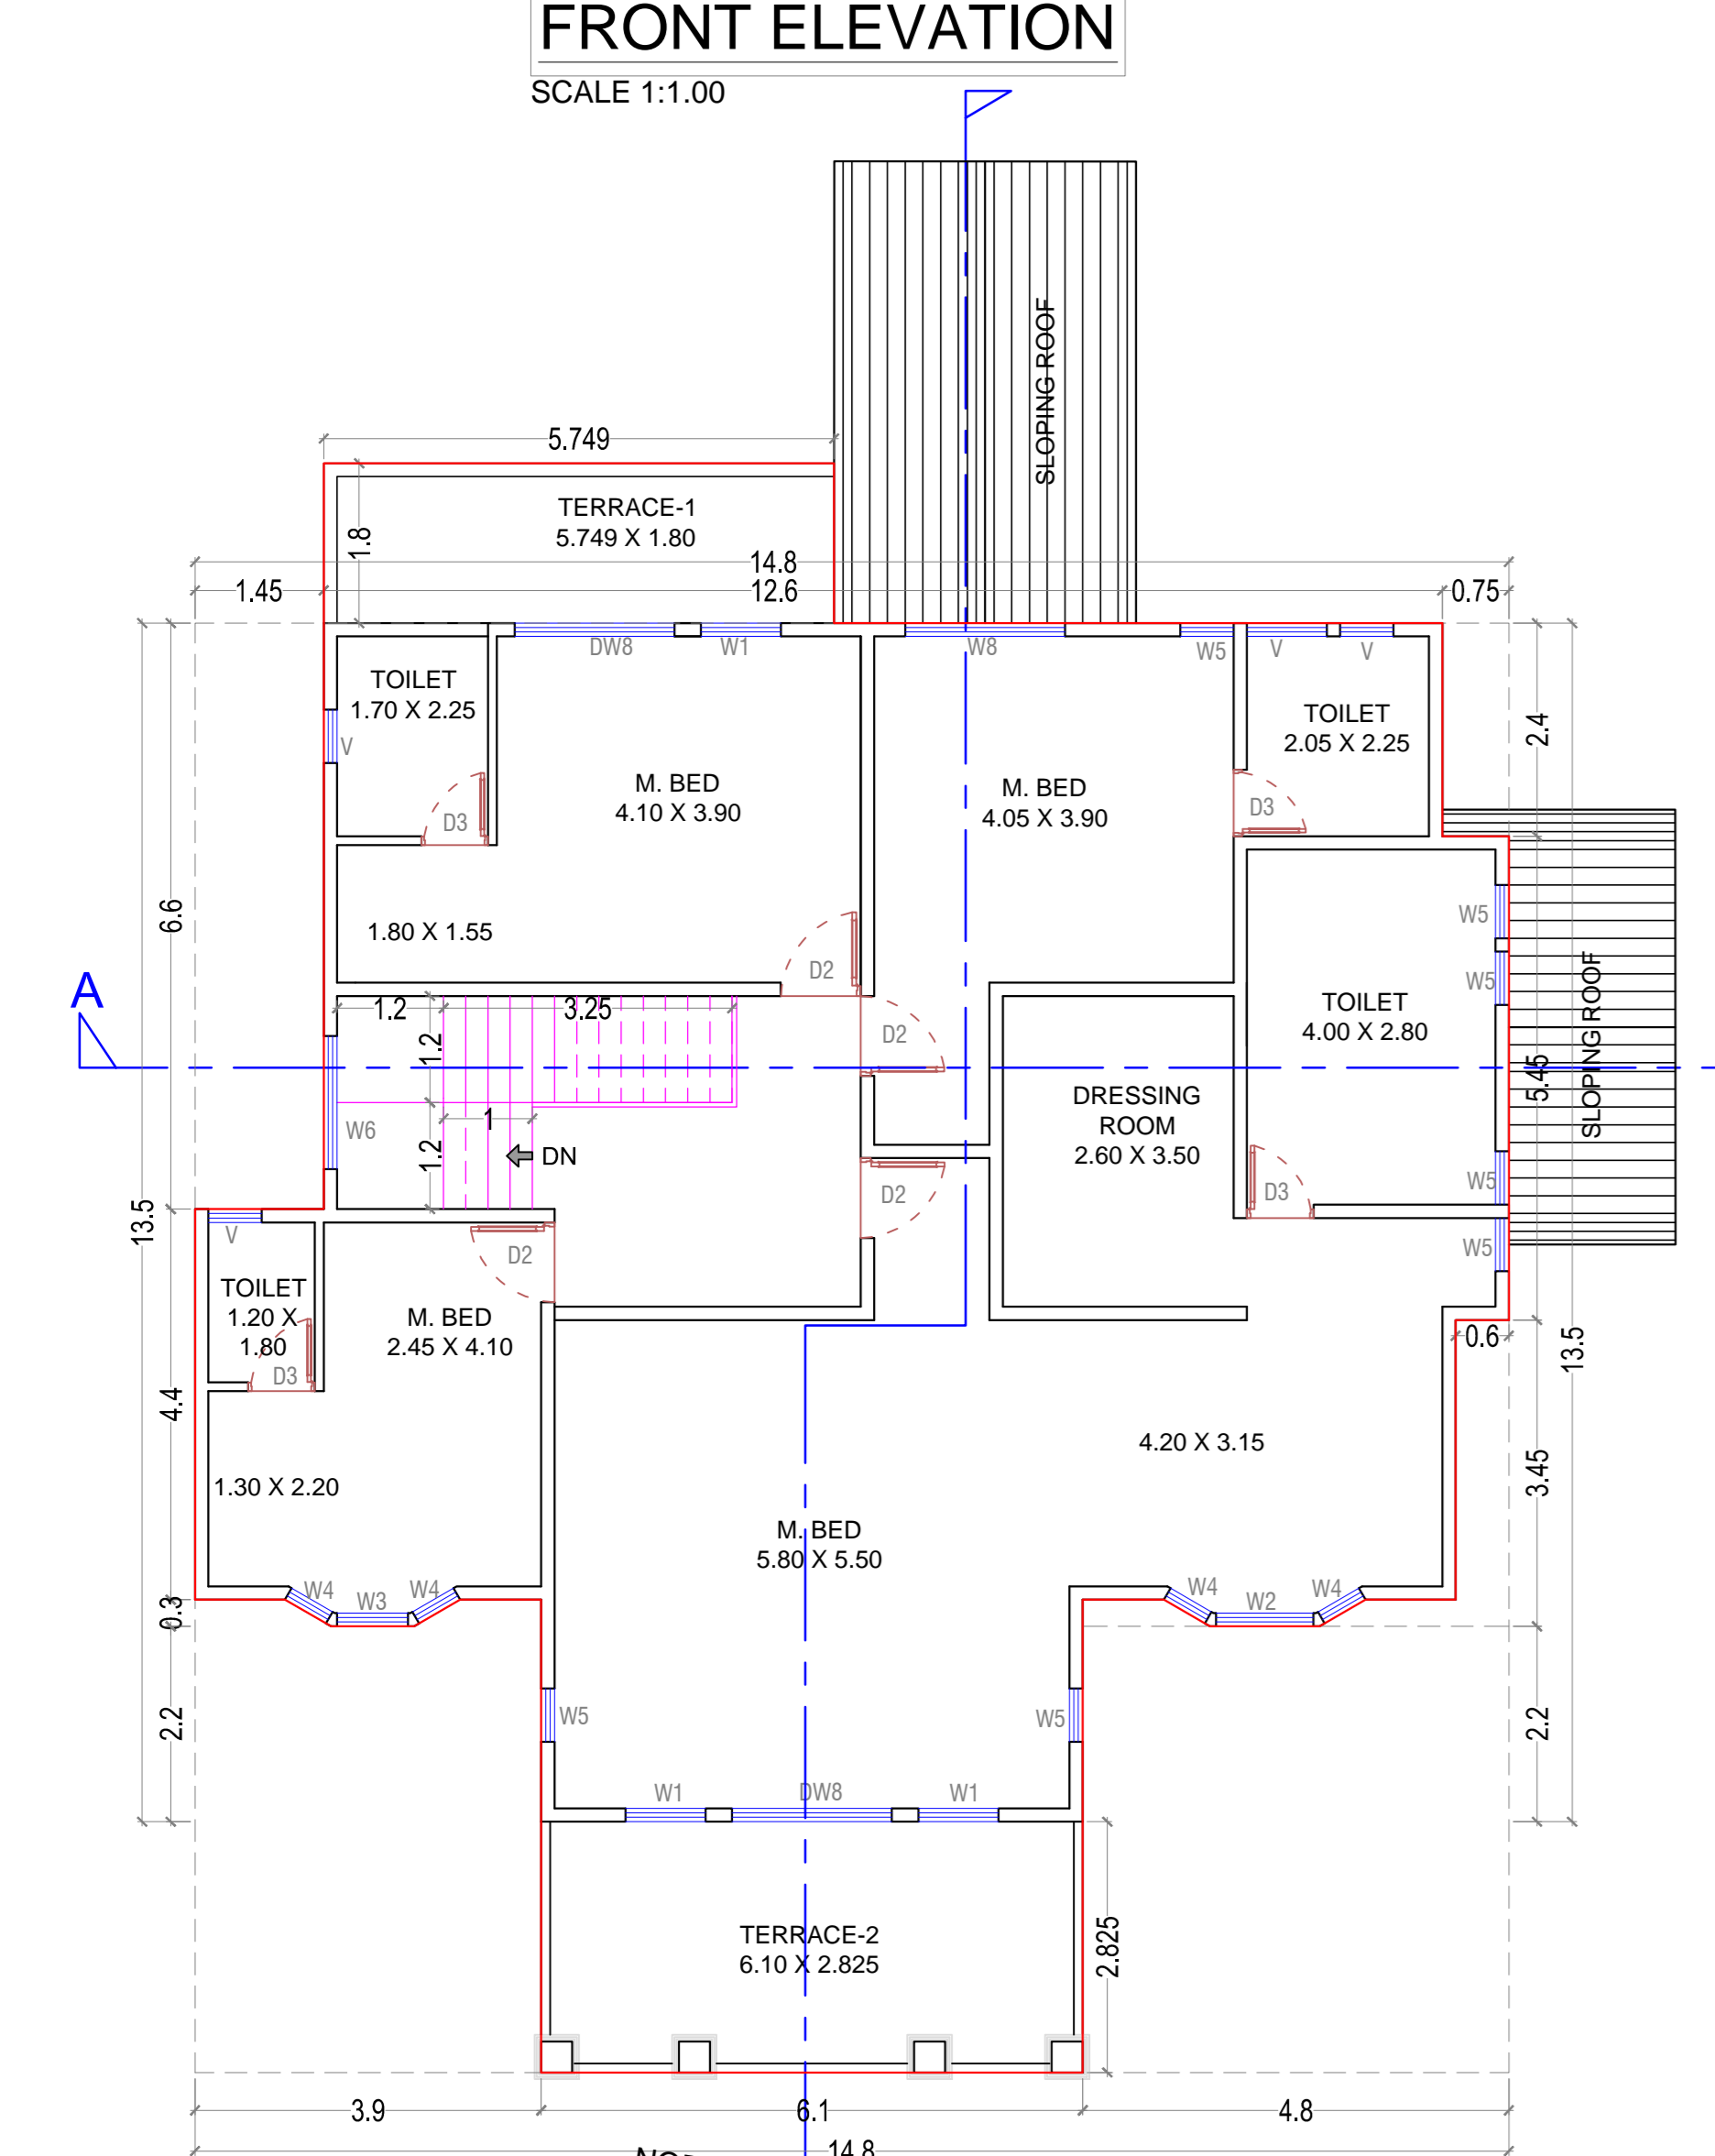 FRONT ELEVATION
SCALE 1:1.00
SLOPING ROOF
5.749
TERRACE-1
5.749 X 1.80
1.8
14.8
1.45
12.6
0.75
DW8
W1
W8
W5
V
V
TOILET
1.70 X 2.25
V
D3
M. BED
4.10 X 3.90
M. BED
4.05 X 3.90
TOILET
2.05 X 2.25
D3
2.4
6.6
1.80 X 1.55
D2
W5
W5
A
1.2
3.25
1.2
D2
TOILET
4.00 X 2.80
SLOPING ROOF
5.45
DRESSING
ROOM
2.60 X 3.50
W6
1
1.2
DN
D2
D3
W5
W5
13.5
V
D2
TOILET
1.20 X
1.80
D3
M. BED
2.45 X 4.10
0.6
13.5
4.4
4.20 X 3.15
1.30 X 2.20
3.45
M. BED
5.80 X 5.50
W4
W3
W4
W4
W2
W4
0.3
2.2
W5
W5
2.2
W1
DW8
W1
TERRACE-2
6.10 X 2.825
2.825
3.9
6.1
4.8
14.8